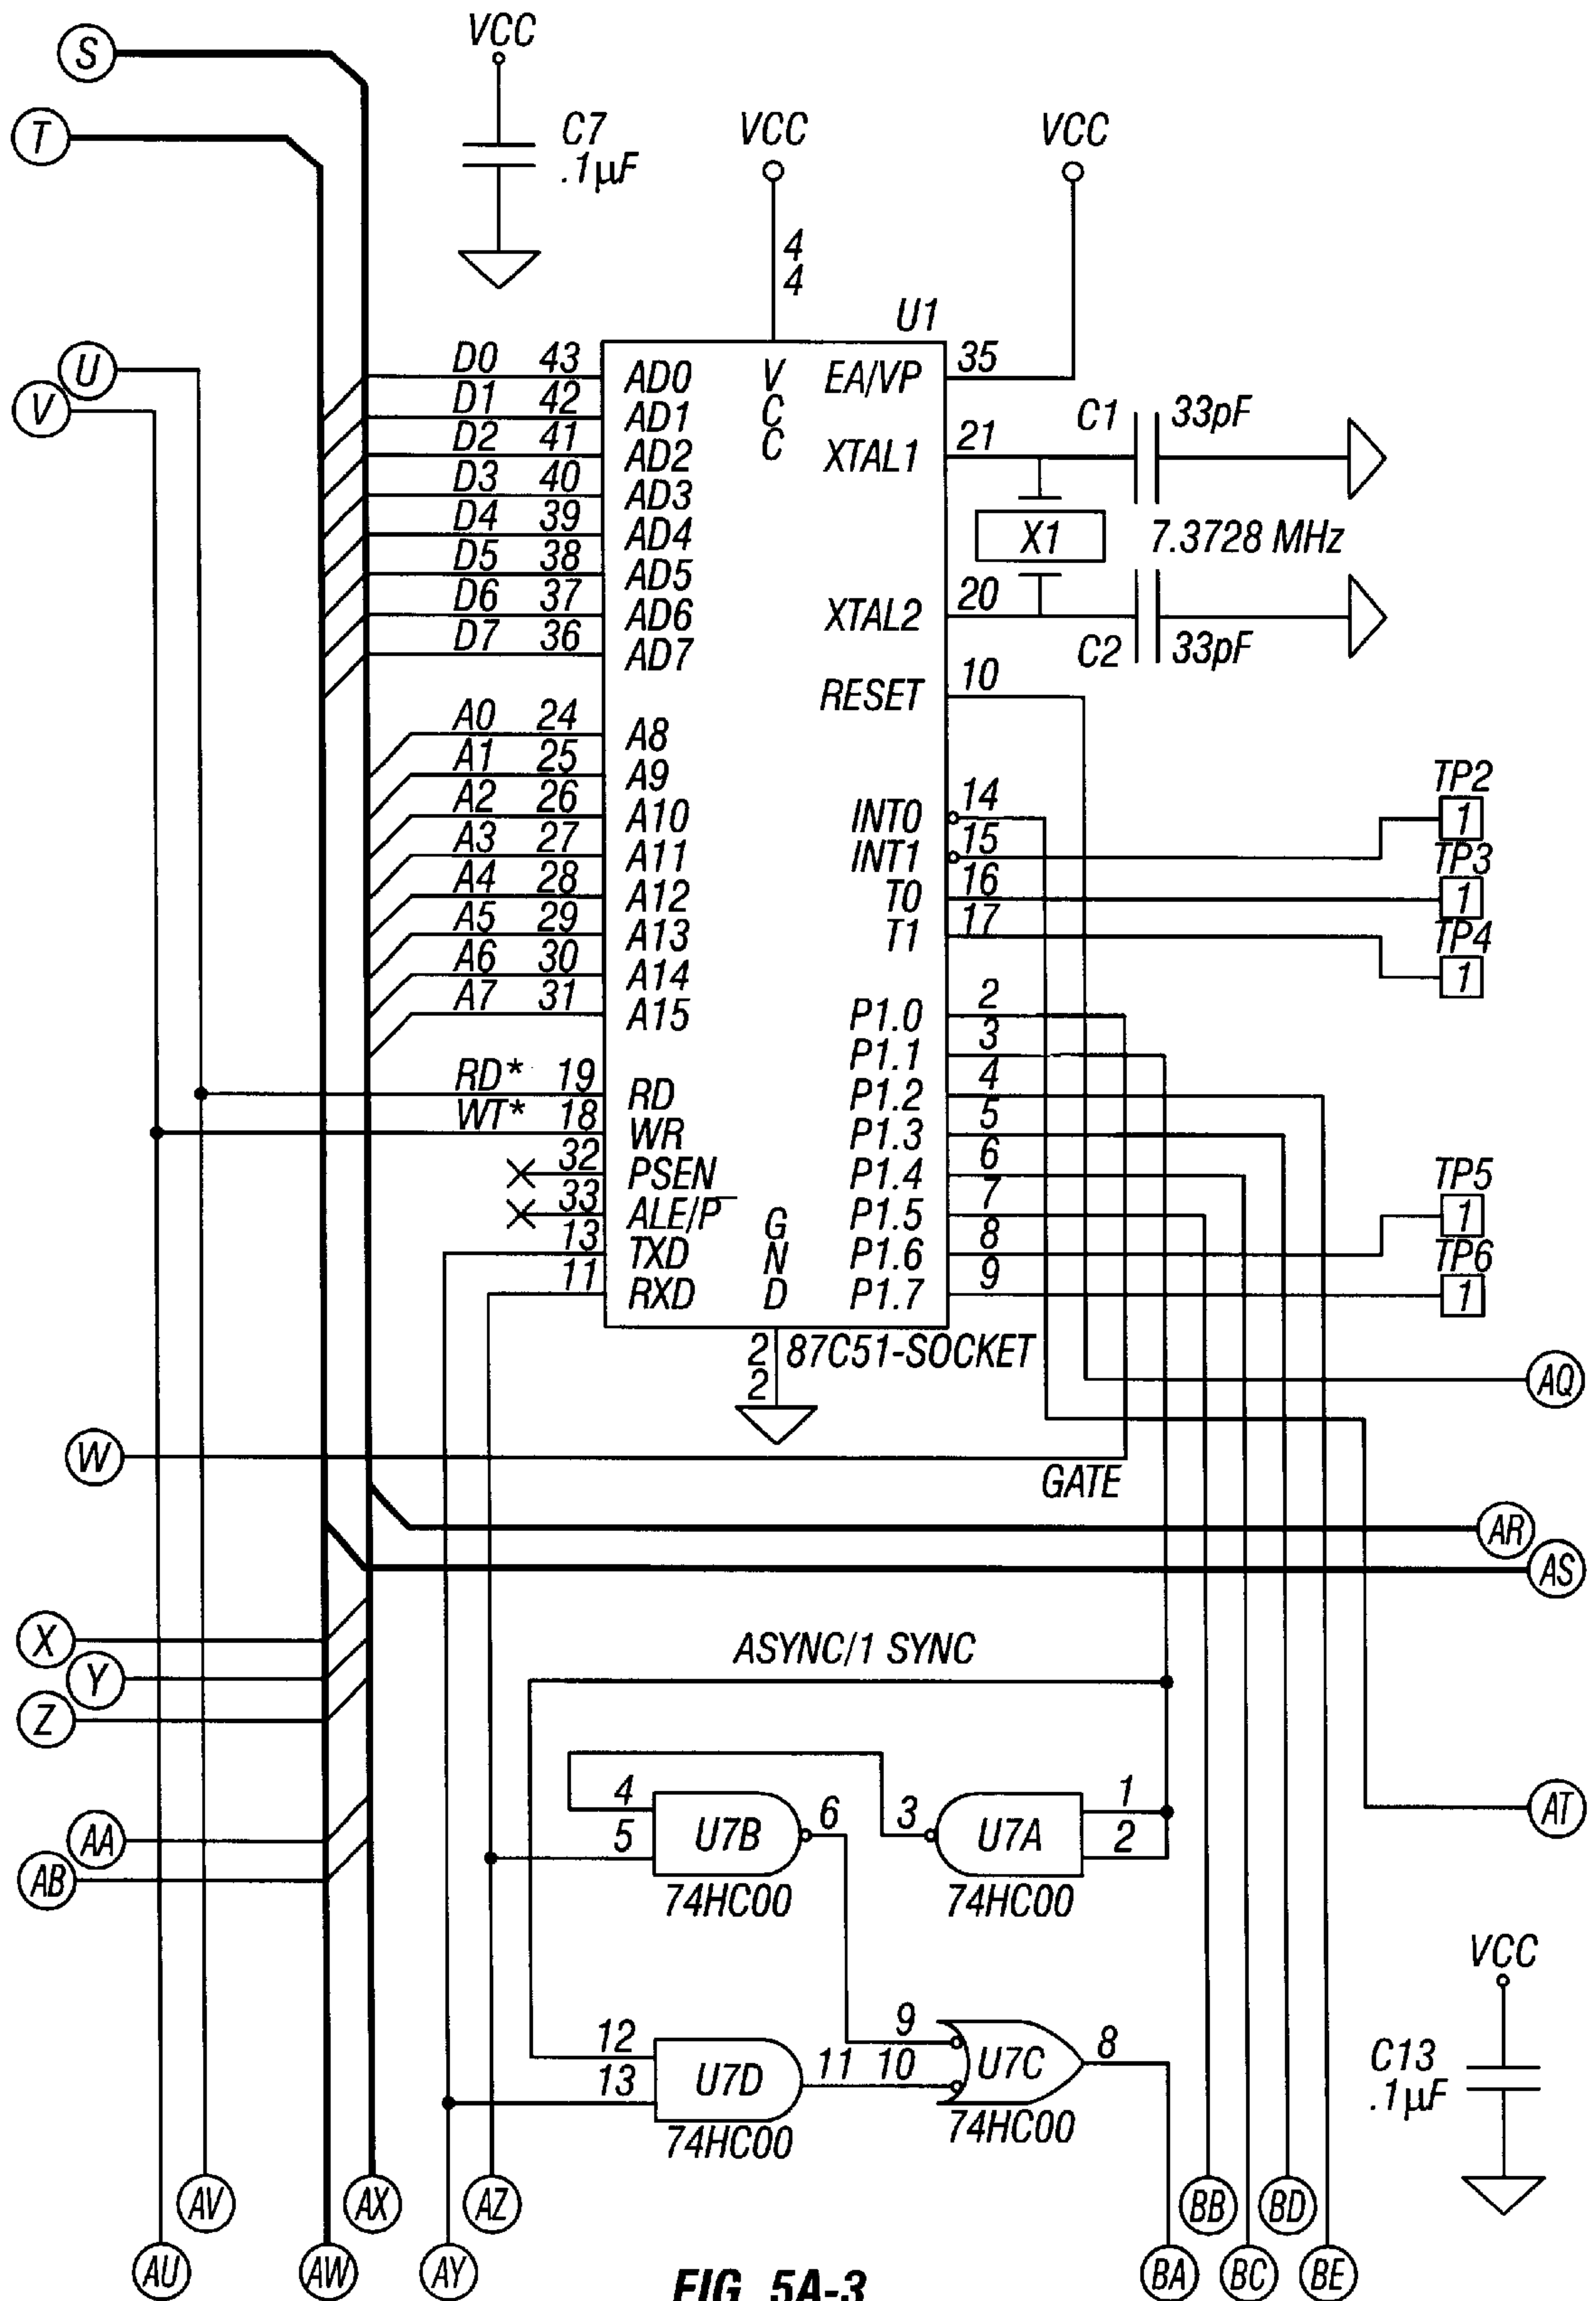 S
VCC
T
C7
.1µF
VCC
VCC
4
4
U1
U
V
D0 43 AD0
D1 42 AD1
D2 41 AD2
D3 40 AD3
D4 39 AD4
D5 38 AD5
D6 37 AD6
D7 36 AD7
V
C
C
EA/VP 35
XTAL1 21
C1 33pF
X1 7.3728 MHz
XTAL2 20
C2 33pF
RESET 10
A0 24 A8
A1 25 A9
A2 26 A10
A3 27 A11
A4 28 A12
A5 29 A13
A6 30 A14
A7 31 A15
INT0 14
INT1 15
T0 16
T1 17
TP2
1
TP3
1
TP4
1
RD* 19 RD
WT* 18 WR
32 PSEN
33 ALE/P̅
13 TXD
11 RXD
G
N
D
P1.0 2
P1.1 3
P1.2 4
P1.3 5
P1.4 6
P1.5 7
P1.6 8
P1.7 9
TP5
1
TP6
1
2
2
87C51-SOCKET
AQ
W
GATE
AR
AS
X
Y
Z
ASYNC/1 SYNC
4
5
U7B
6
74HC00
3
U7A
1
2
74HC00
AT
AA
AB
12
13
U7D
11
74HC00
9
10
U7C
8
74HC00
VCC
C13
.1µF
AV
AX
AZ
BB
BD
AU
AW
AY
BA
BC
BE
FIG. 5A-3